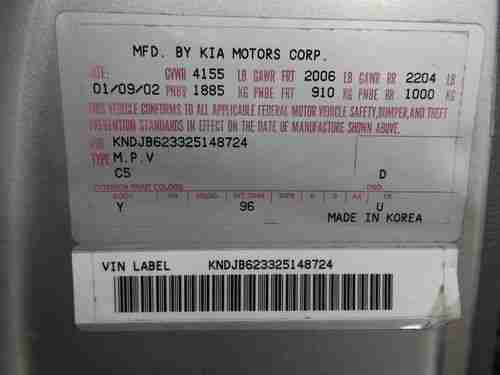 MFD. BY KIA MOTORS CORP.
DATE: GVWR 4155 LB GAWR FRT 2006 LB GAWR RR 2204 LB
01/09/02 PNBR 1885 KG PNBE FRT 910 KG PNBE RR 1000 KG
THIS VEHICLE CONFORMS TO ALL APPLICABLE FEDERAL MOTOR VEHICLE SAFETY, BUMPER, AND THEFT
PREVENTION STANDARDS IN EFFECT ON THE DATE OF MANUFACTURE SHOWN ABOVE.
VIN KNDJB623325148724
TYPE M.P.V
C5 D
EXTERIOR PAINT COLORS
BODY TRIM
Y 96 U
MADE IN KOREA
VIN LABEL KNDJB623325148724